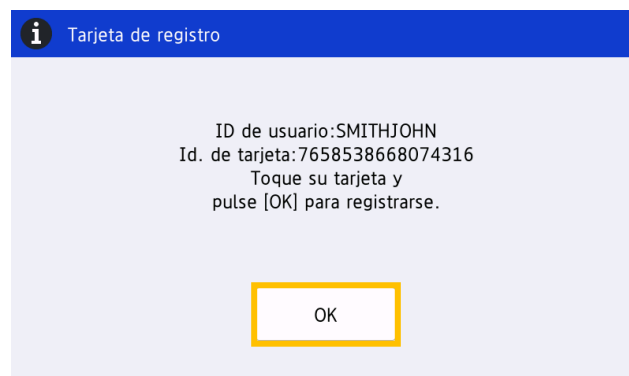 Tarjeta de registro
ID de usuario:SMITHJOHN
Id. de tarjeta:7658538668074316
Toque su tarjeta y
pulse [OK] para registrarse.
OK